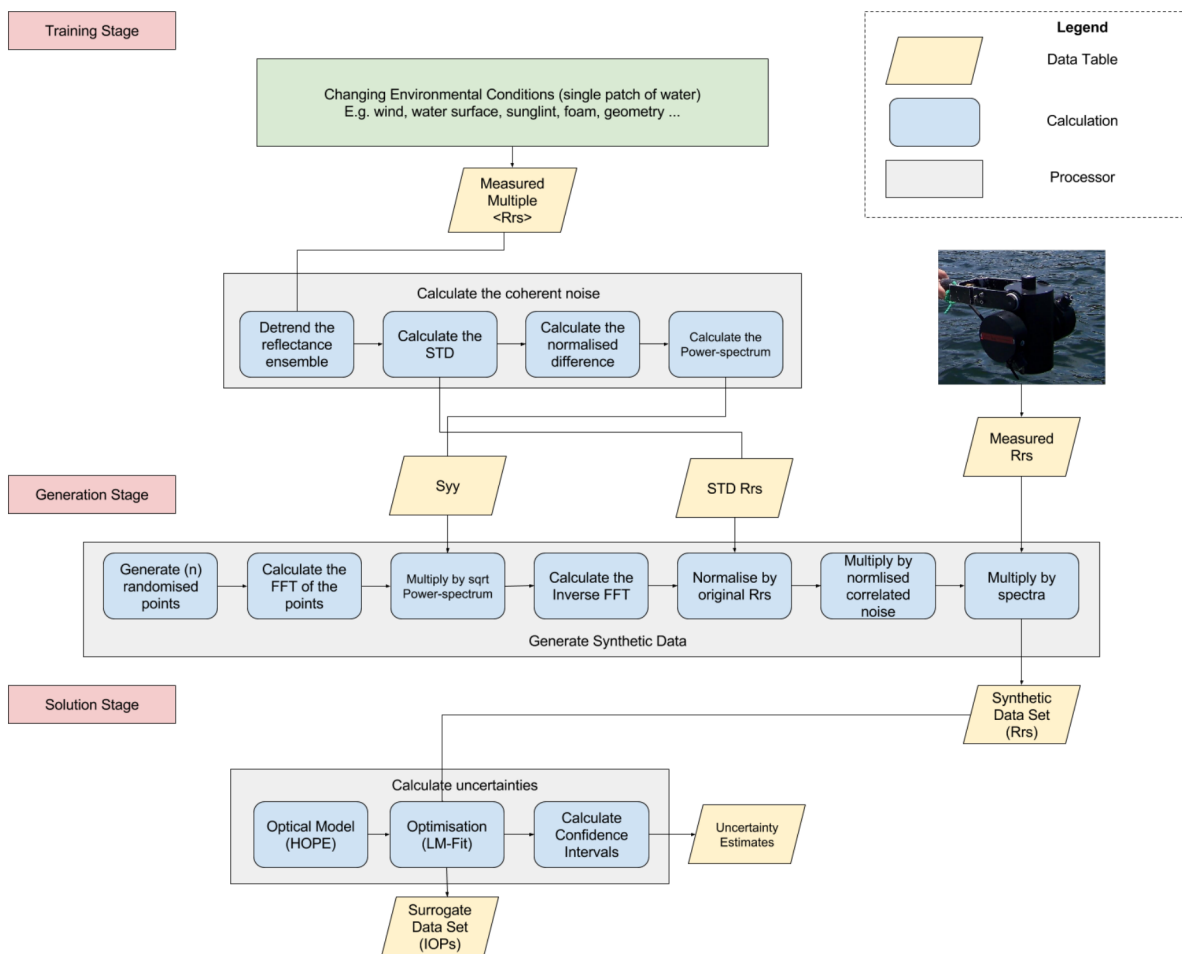 Training Stage
Legend
Data Table
Calculation
Processor
Changing Environmental Conditions (single patch of water)
E.g. wind, water surface, sunglint, foam, geometry ...
Measured
Multiple
<Rrs>
Calculate the coherent noise
Detrend the
reflectance
ensemble
Calculate the
STD
Calculate the
normalised
difference
Calculate the
Power-spectrum
Measured
Rrs
Syy
STD Rrs
Generation Stage
Generate (n)
randomised
points
Calculate the
FFT of the
points
Multiply by sqrt
Power-spectrum
Calculate the
Inverse FFT
Normalise by
original Rrs
Multiply by
normlised
correlated
noise
Multiply by
spectra
Generate Synthetic Data
Solution Stage
Synthetic
Data Set
(Rrs)
Calculate uncertainties
Optical Model
(HOPE)
Optimisation
(LM-Fit)
Calculate
Confidence
Intervals
Uncertainty
Estimates
Surrogate
Data Set
(IOPs)